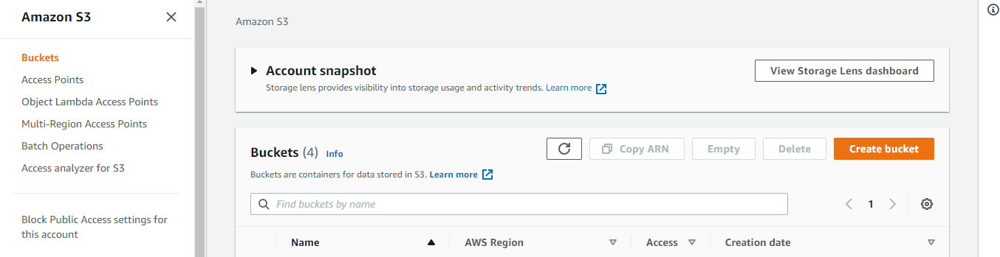 Amazon S3
Buckets
Access Points
Object Lambda Access Points
Multi-Region Access Points
Batch Operations
Access analyzer for S3
Block Public Access settings for
this account
Amazon S3
Account snapshot
View Storage Lens dashboard
Storage lens provides visibility into storage usage and activity trends. Learn more
Buckets (4) Info
Copy ARN
Empty
Delete
Create bucket
Buckets are containers for data stored in S3. Learn more
Find buckets by name
1
Name
AWS Region
Access
Creation date